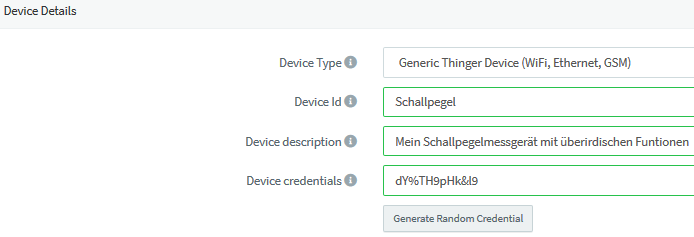 Device Details
Device Type
Generic Thinger Device (WiFi, Ethernet, GSM)
Device Id
Schallpegel
Device description
Mein Schallpegelmessgerät mit überirdischen Funtionen
Device credentials
dY%TH9pHk&I9
Generate Random Credential